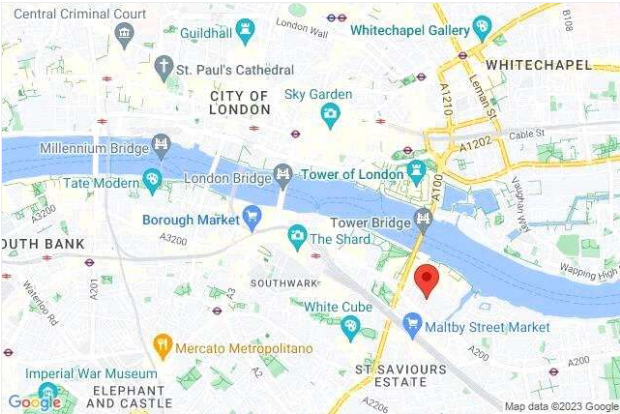 Central Criminal Court
London Wall
B108
Guildhall
Whitechapel Gallery
Leman St
WHITECHAPEL
St. Paul's Cathedral
CITY OF
LONDON
Sky Garden
A1210
Cable St
A1202
Millennium Bridge
London Bridge
Tower of London
A100
Tate Modern
Vaughan Way
Borough Market
Tower Bridge
A3200
A3200
OUTH BANK
The Shard
Wapping High
SOUTHWARK
A201
Waterloo Rd
A3
White Cube
Maltby Street Market
Mercato Metropolitano
A200
A200
ST SAVIOURS
ESTATE
Imperial War Museum
ELEPHANT
AND CASTLE
A2206
Google
Map data ©2023 Google